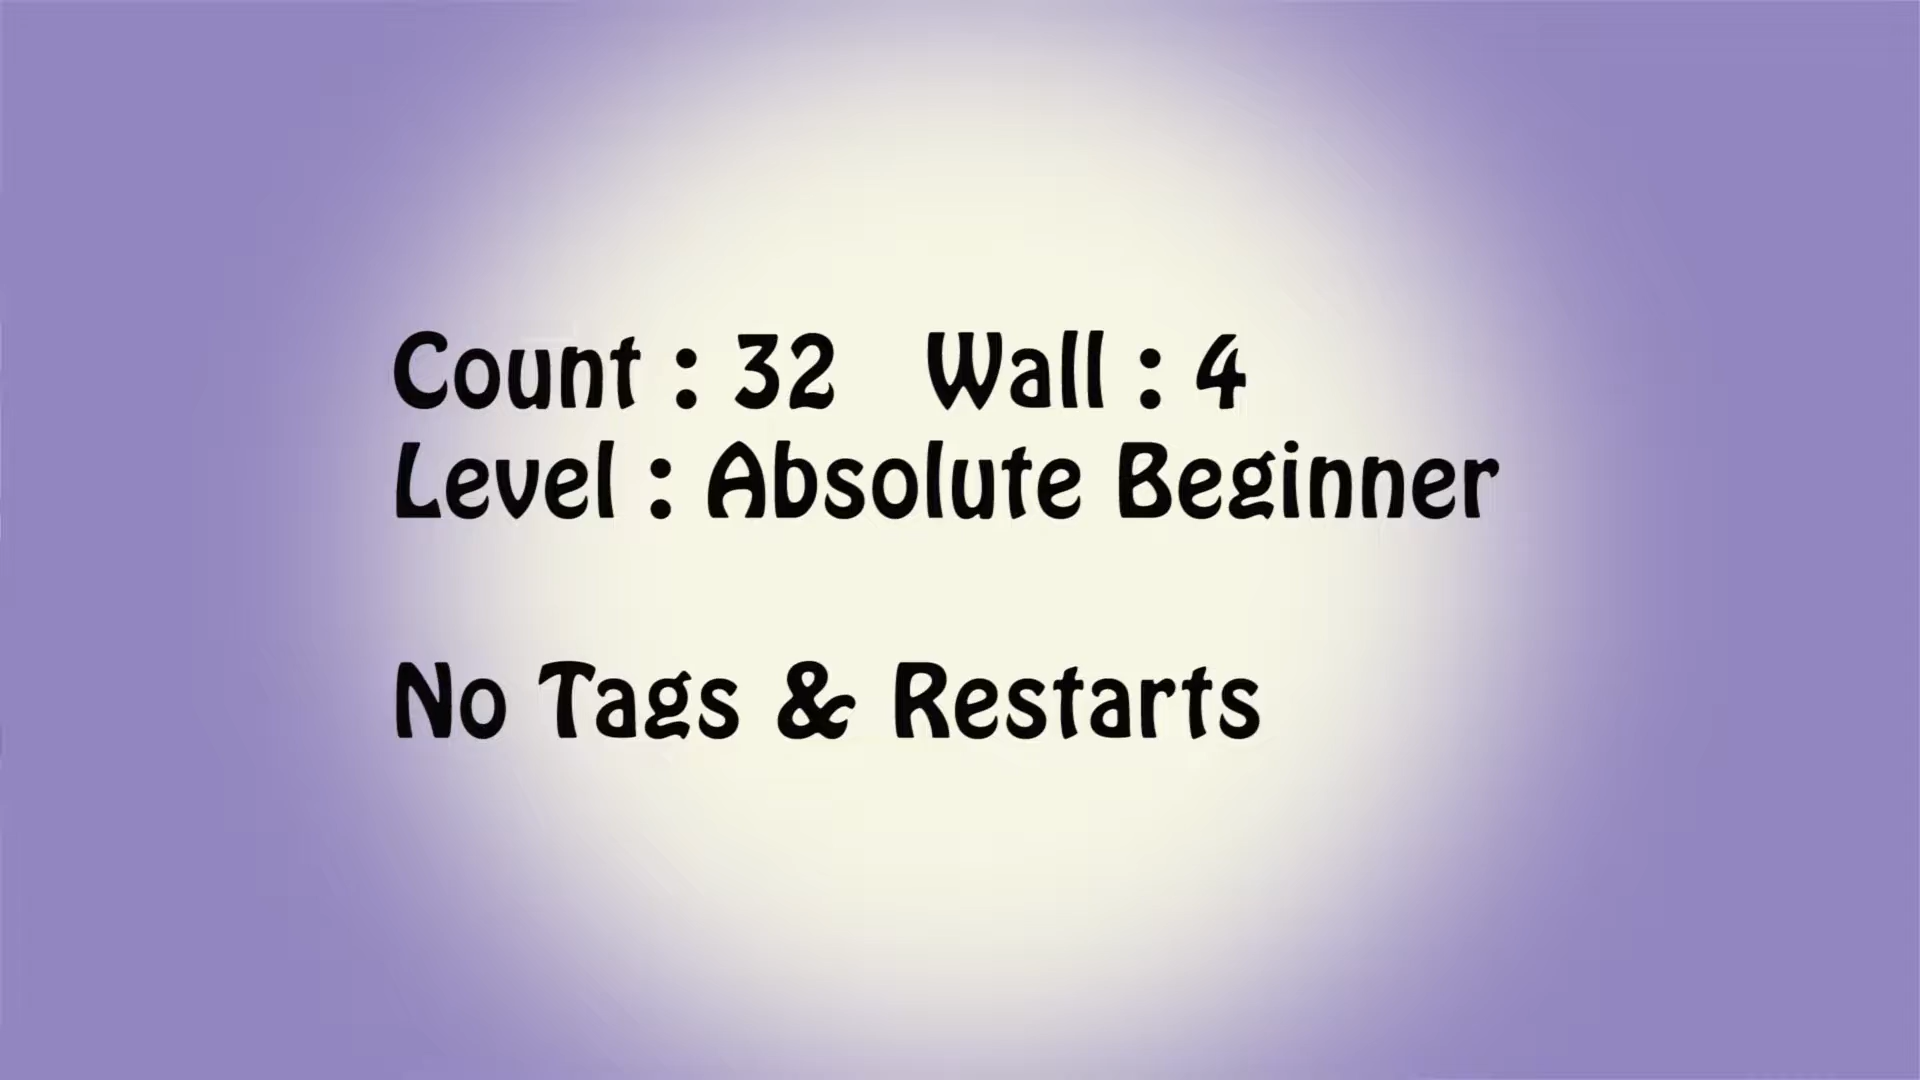 Count : 32 Wall : 4
Level : Absolute Beginner
No Tags & Restarts